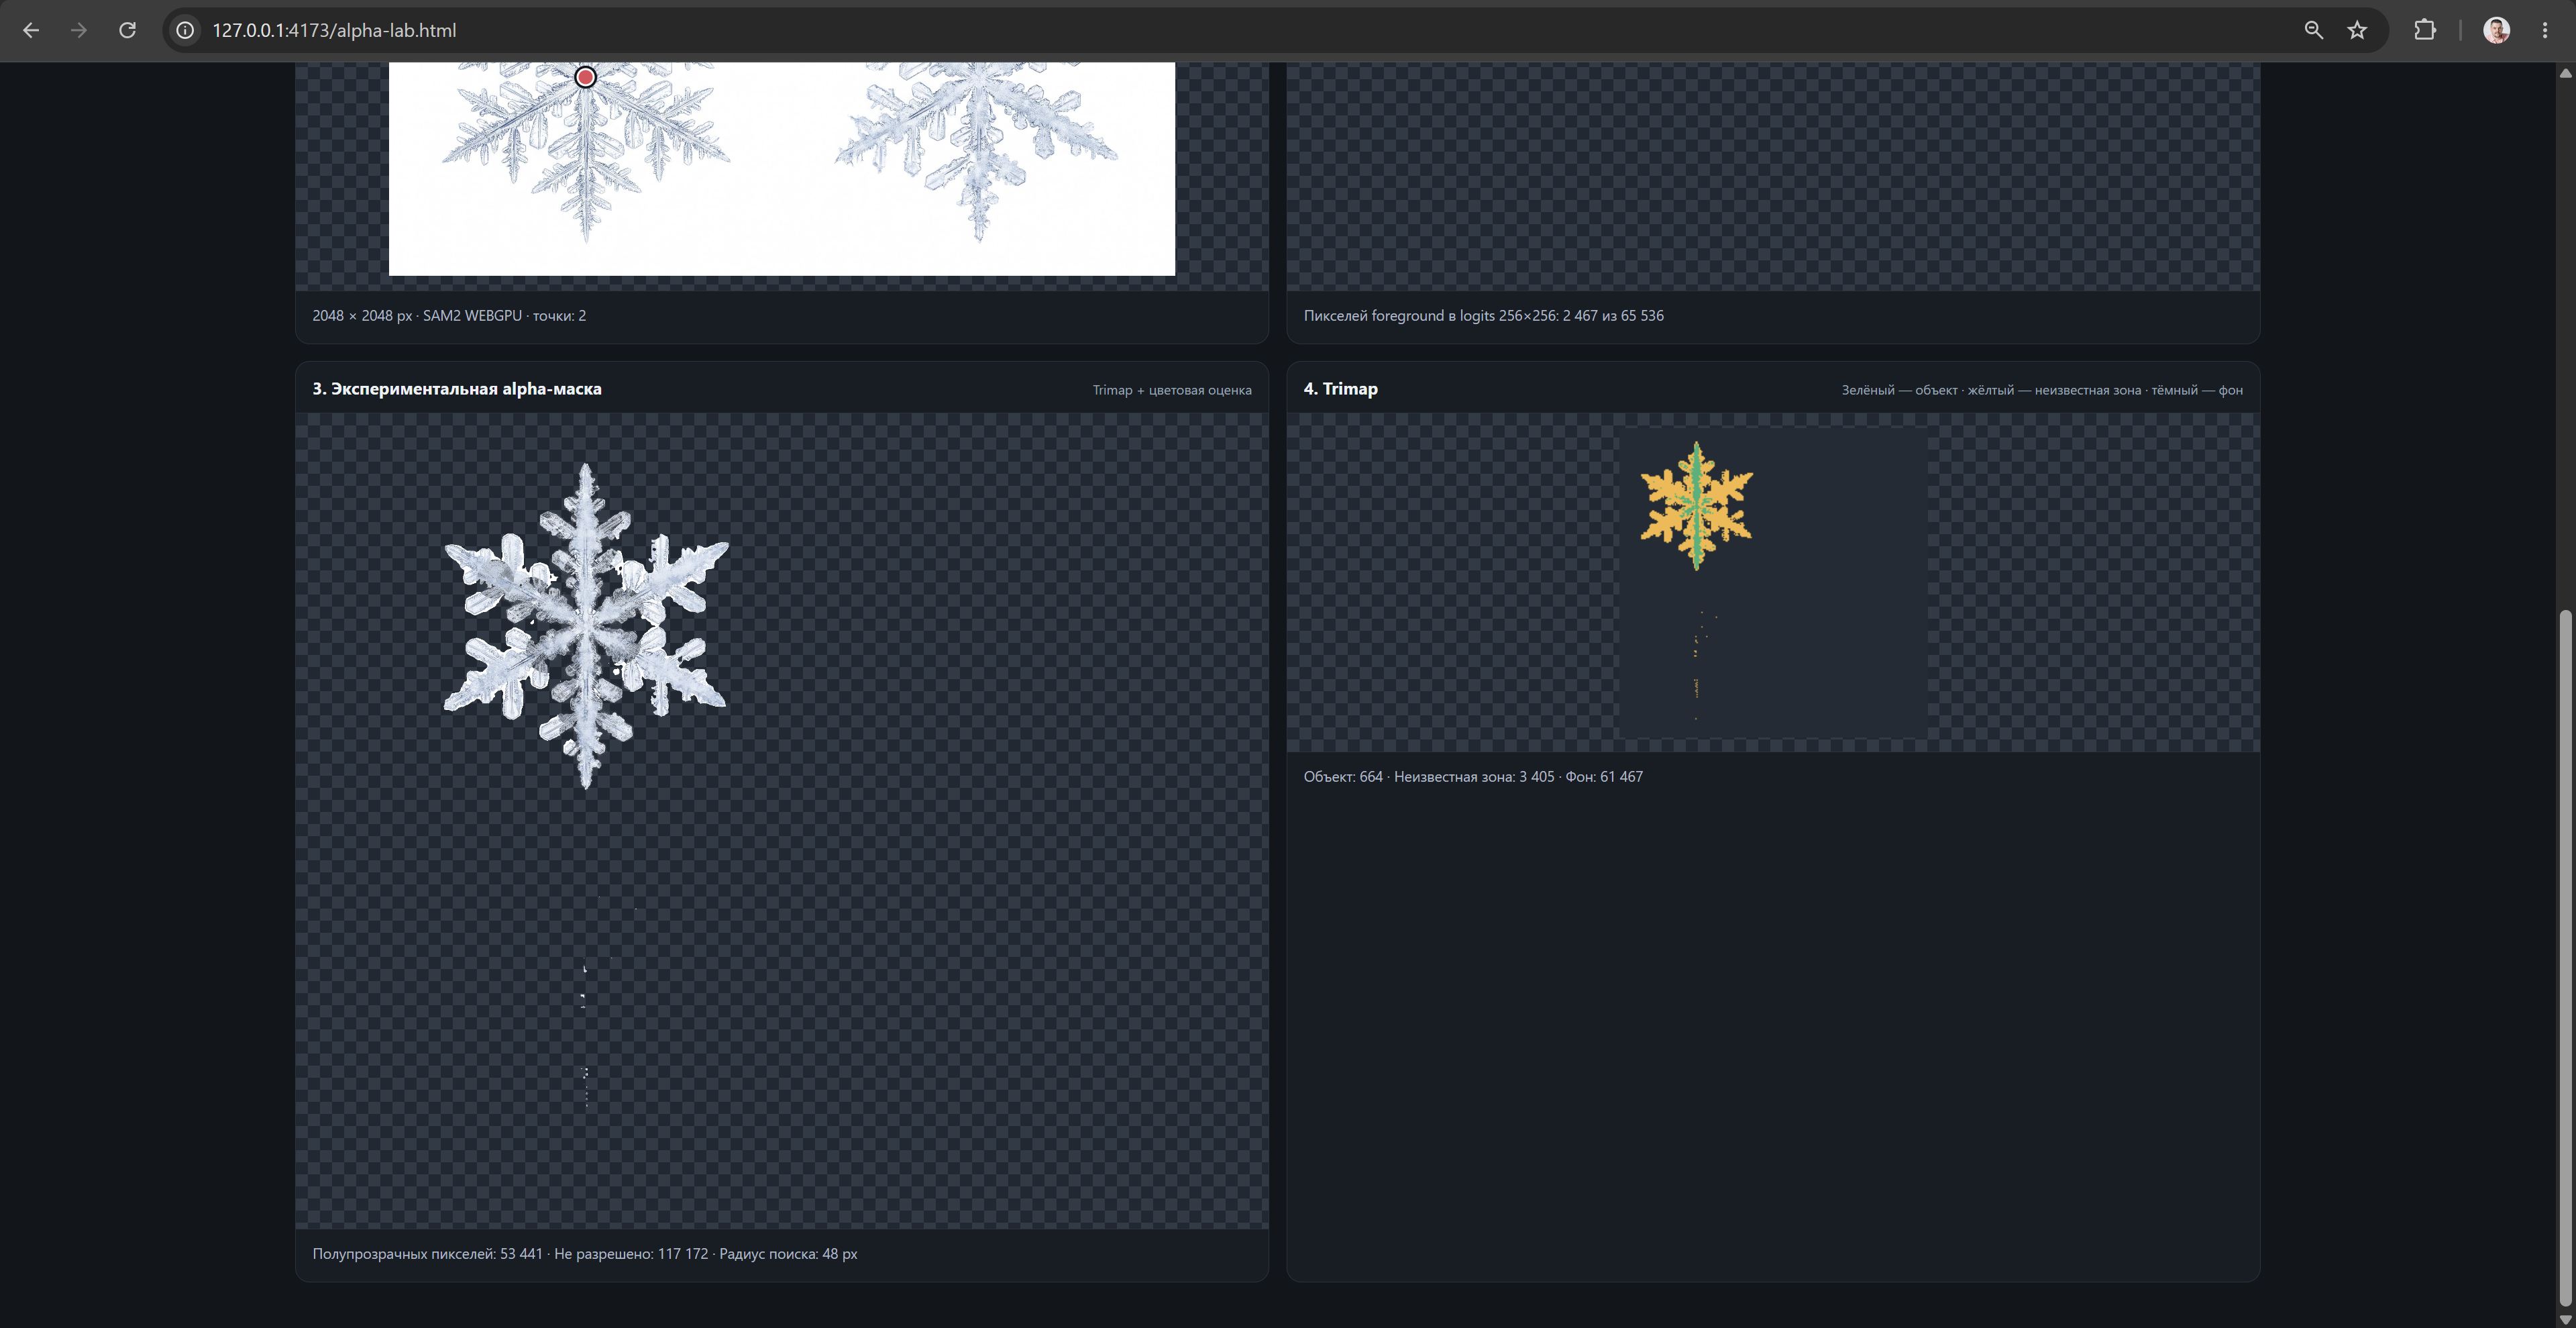 127.0.0.1:4173/alpha-lab.html
2048 × 2048 px · SAM2 WEBGPU · точки: 2
Пикселей foreground в logits 256×256: 2 467 из 65 536
3. Экспериментальная alpha-маска
Trimap + цветовая оценка
4. Trimap
Зелёный — объект · жёлтый — неизвестная зона · тёмный — фон
Объект: 664 · Неизвестная зона: 3 405 · Фон: 61 467
Полупрозрачных пикселей: 53 441 · Не разрешено: 117 172 · Радиус поиска: 48 px